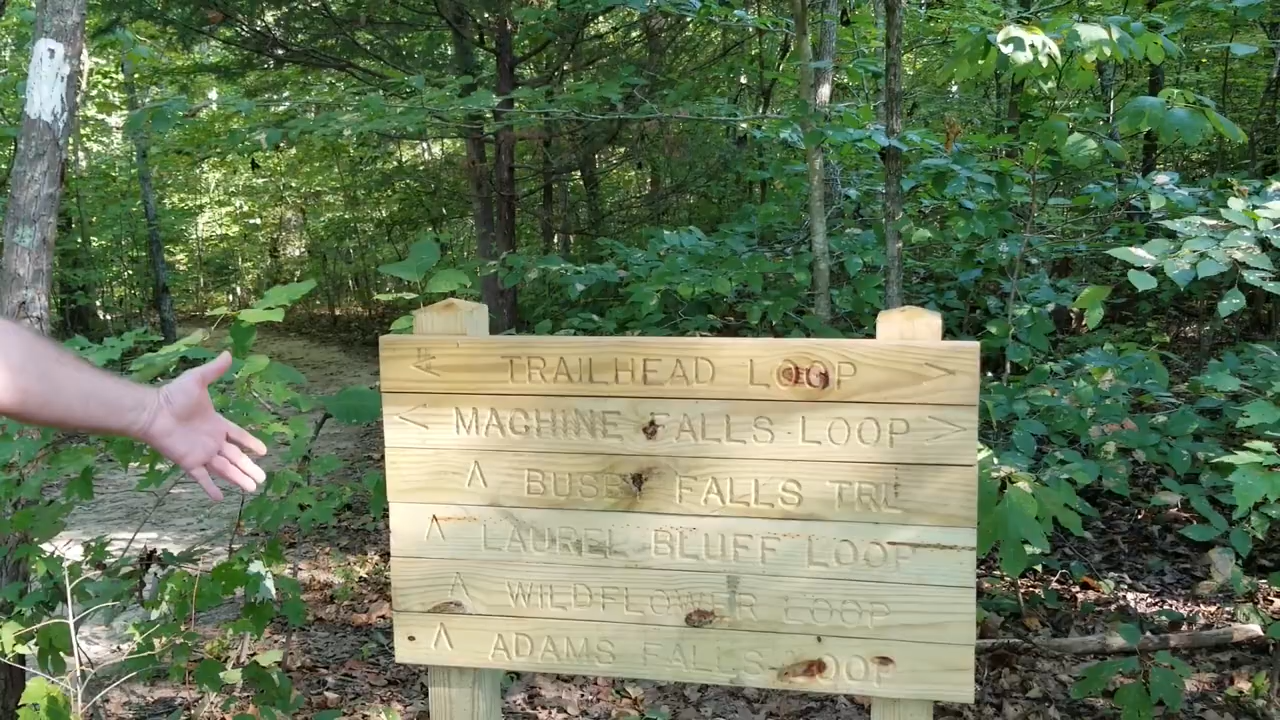 < TRAILHEAD LOOP >
< MACHINE FALLS LOOP >
^ BUSBY FALLS TRL
^ LAUREL BLUFF LOOP
^ WILDFLOWER LOOP
^ ADAMS FALLS LOOP